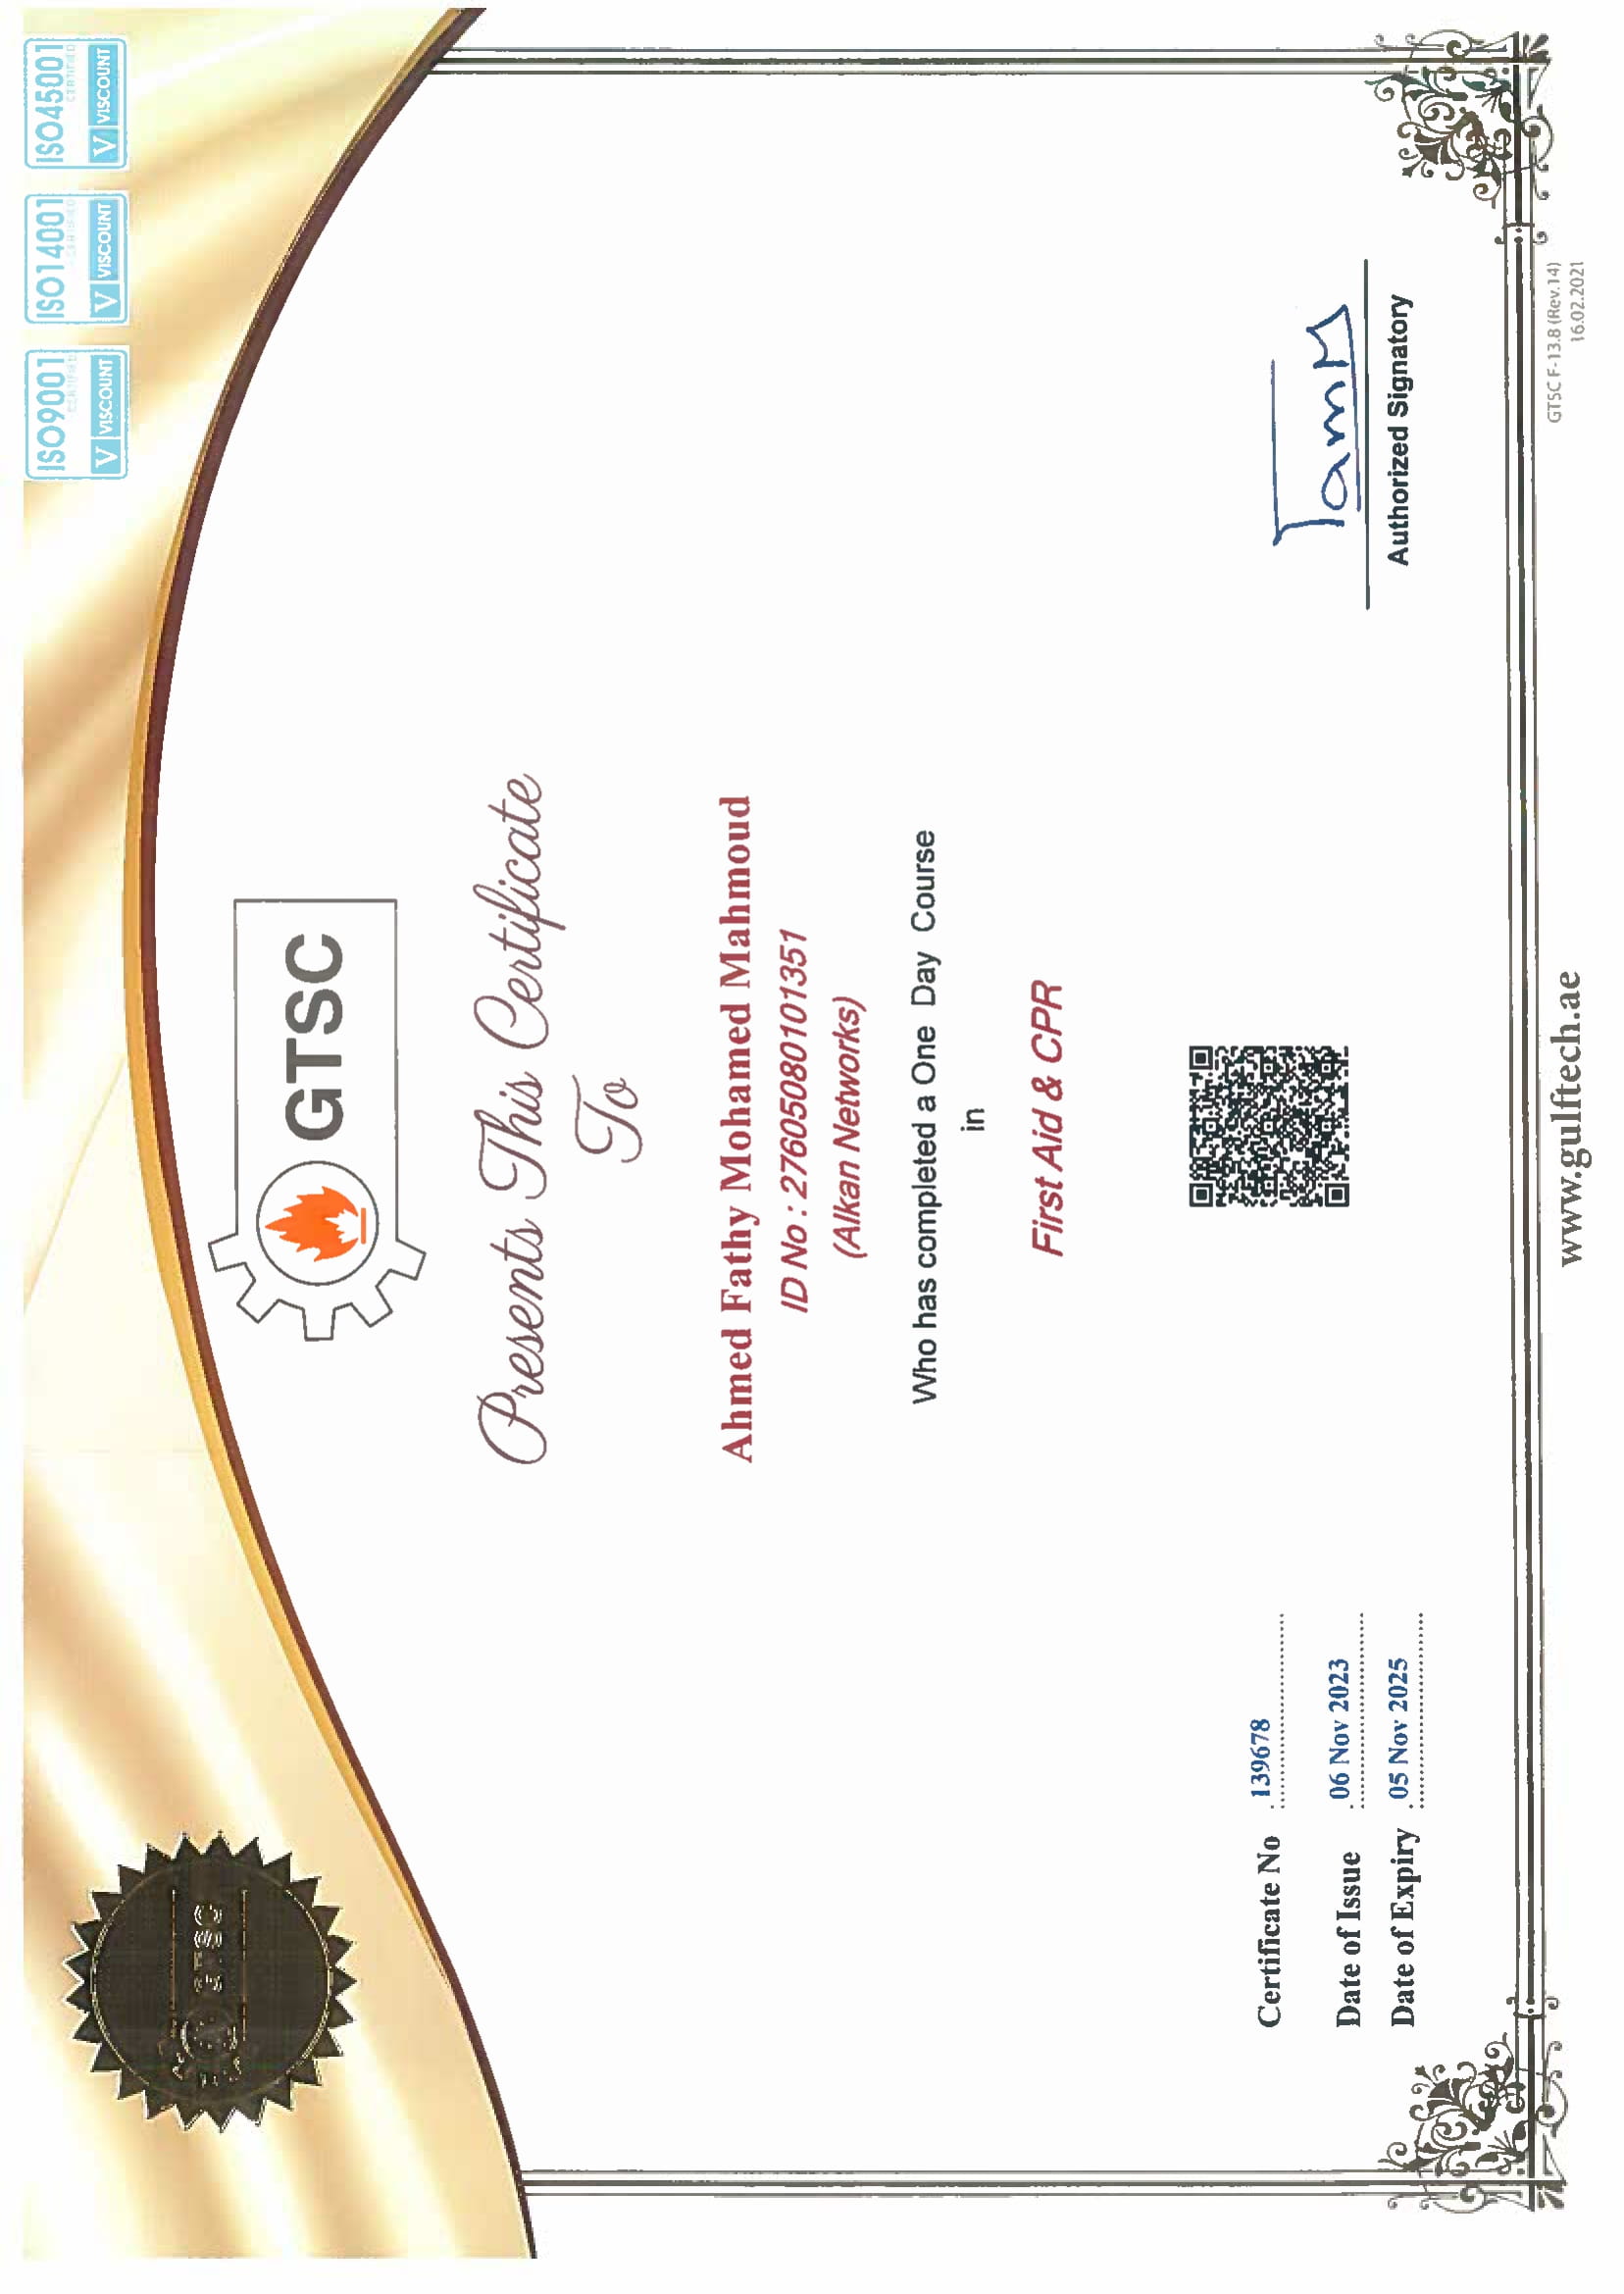 ISO9001
CERTIFIED
V VISCOUNT
ISO14001
CERTIFIED
V VISCOUNT
ISO45001
CERTIFIED
V VISCOUNT
GTSC
GTSC
Presents This Certificate
To
Ahmed Fathy Mohamed Mahmoud
ID No : 27605080101351
(Alkan Networks)
Who has completed a One Day Course
in
First Aid & CPR
Certificate No : 139678
Date of Issue : 06 Nov 2023
Date of Expiry : 05 Nov 2025
Authorized Signatory
www.gulftech.ae
GTSC F-13.8 (Rev.14)
16.02.2021